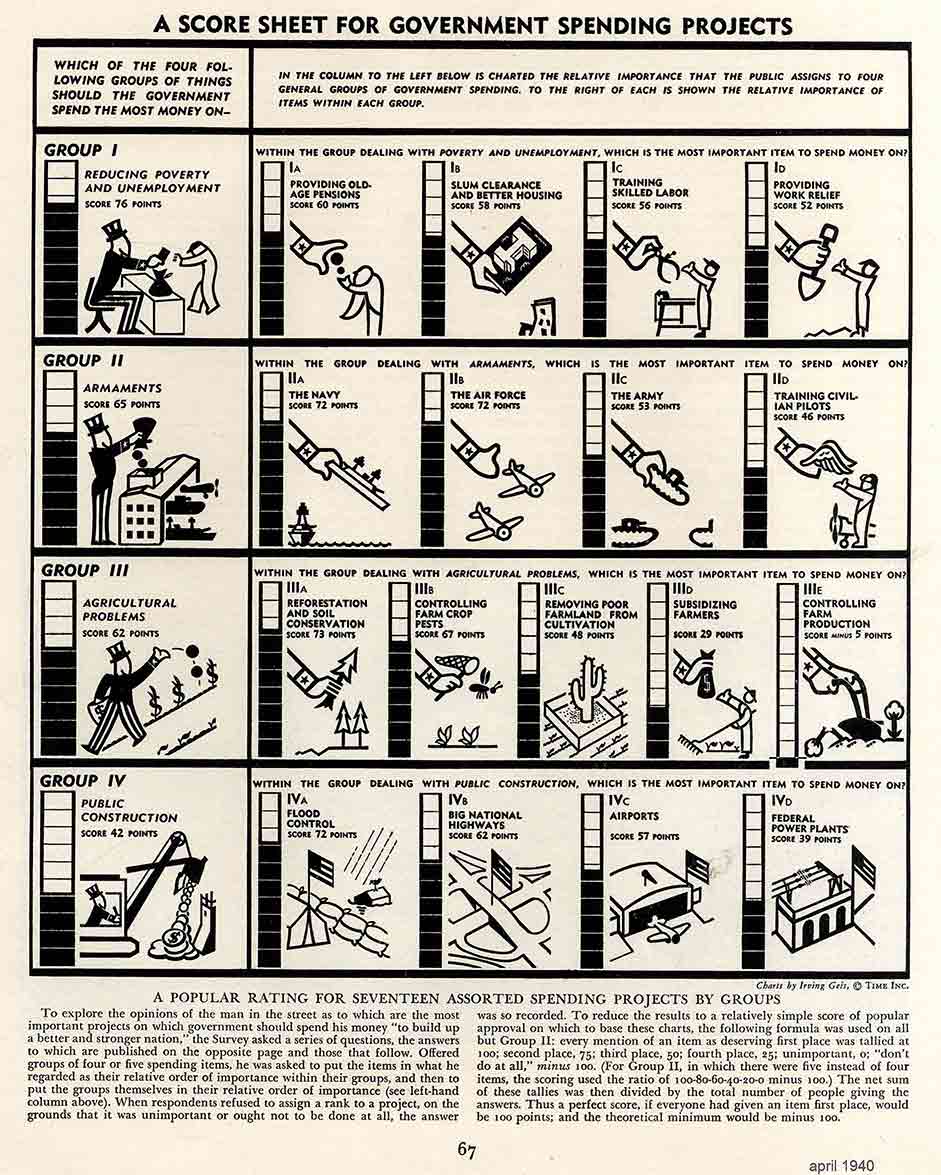 A SCORE SHEET FOR GOVERNMENT SPENDING PROJECTS
WHICH OF THE FOUR FOL-
LOWING GROUPS OF THINGS
SHOULD THE GOVERNMENT
SPEND THE MOST MONEY ON—
IN THE COLUMN TO THE LEFT BELOW IS CHARTED THE RELATIVE IMPORTANCE THAT THE PUBLIC ASSIGNS TO FOUR
GENERAL GROUPS OF GOVERNMENT SPENDING. TO THE RIGHT OF EACH IS SHOWN THE RELATIVE IMPORTANCE OF
ITEMS WITHIN EACH GROUP.
GROUP I
REDUCING POVERTY
AND UNEMPLOYMENT
SCORE 76 POINTS
WITHIN THE GROUP DEALING WITH POVERTY AND UNEMPLOYMENT, WHICH IS THE MOST IMPORTANT ITEM TO SPEND MONEY ON?
IA
PROVIDING OLD-
AGE PENSIONS
SCORE 60 POINTS
IB
SLUM CLEARANCE
AND BETTER HOUSING
SCORE 58 POINTS
IC
TRAINING
SKILLED LABOR
SCORE 56 POINTS
ID
PROVIDING
WORK RELIEF
SCORE 52 POINTS
GROUP II
ARMAMENTS
SCORE 65 POINTS
WITHIN THE GROUP DEALING WITH ARMAMENTS, WHICH IS THE MOST IMPORTANT ITEM TO SPEND MONEY ON?
IIA
THE NAVY
SCORE 72 POINTS
IIB
THE AIR FORCE
SCORE 72 POINTS
IIC
THE ARMY
SCORE 53 POINTS
IID
TRAINING CIVIL-
IAN PILOTS
SCORE 46 POINTS
GROUP III
AGRICULTURAL
PROBLEMS
SCORE 62 POINTS
$ $ $
WITHIN THE GROUP DEALING WITH AGRICULTURAL PROBLEMS, WHICH IS THE MOST IMPORTANT ITEM TO SPEND MONEY ON?
IIIA
REFORESTATION
AND SOIL
CONSERVATION
SCORE 73 POINTS
IIIB
CONTROLLING
FARM CROP
PESTS
SCORE 67 POINTS
IIIC
REMOVING POOR
FARMLAND FROM
CULTIVATION
SCORE 48 POINTS
IIID
SUBSIDIZING
FARMERS
SCORE 29 POINTS
$
IIIE
CONTROLLING
FARM
PRODUCTION
SCORE MINUS 5 POINTS
GROUP IV
PUBLIC
CONSTRUCTION
SCORE 42 POINTS
$
WITHIN THE GROUP DEALING WITH PUBLIC CONSTRUCTION, WHICH IS THE MOST IMPORTANT ITEM TO SPEND MONEY ON?
IVA
FLOOD
CONTROL
SCORE 72 POINTS
IVB
BIG NATIONAL
HIGHWAYS
SCORE 62 POINTS
IVC
AIRPORTS
SCORE 57 POINTS
IVD
FEDERAL
POWER PLANTS
SCORE 39 POINTS
Charts by Irving Geis, © TIME INC.
A POPULAR RATING FOR SEVENTEEN ASSORTED SPENDING PROJECTS BY GROUPS
To explore the opinions of the man in the street as to which are the most
important projects on which government should spend his money "to build up
a better and stronger nation," the Survey asked a series of questions, the answers
to which are published on the opposite page and those that follow. Offered
groups of four or five spending items, he was asked to put the items in what he
regarded as their relative order of importance within their groups, and then to
put the groups themselves in their relative order of importance (see left-hand
column above). When respondents refused to assign a rank to a project, on the
grounds that it was unimportant or ought not to be done at all, the answer
was so recorded. To reduce the results to a relatively simple score of popular
approval on which to base these charts, the following formula was used on all
but Group II: every mention of an item as deserving first place was tallied at
100; second place, 75; third place, 50; fourth place, 25; unimportant, 0; "don't
do at all," minus 100. (For Group II, in which there were five instead of four
items, the scoring used the ratio of 100-80-60-40-20-0 minus 100.) The net sum
of these tallies was then divided by the total number of people giving the
answers. Thus a perfect score, if everyone had given an item first place, would
be 100 points; and the theoretical minimum would be minus 100.
67
april 1940